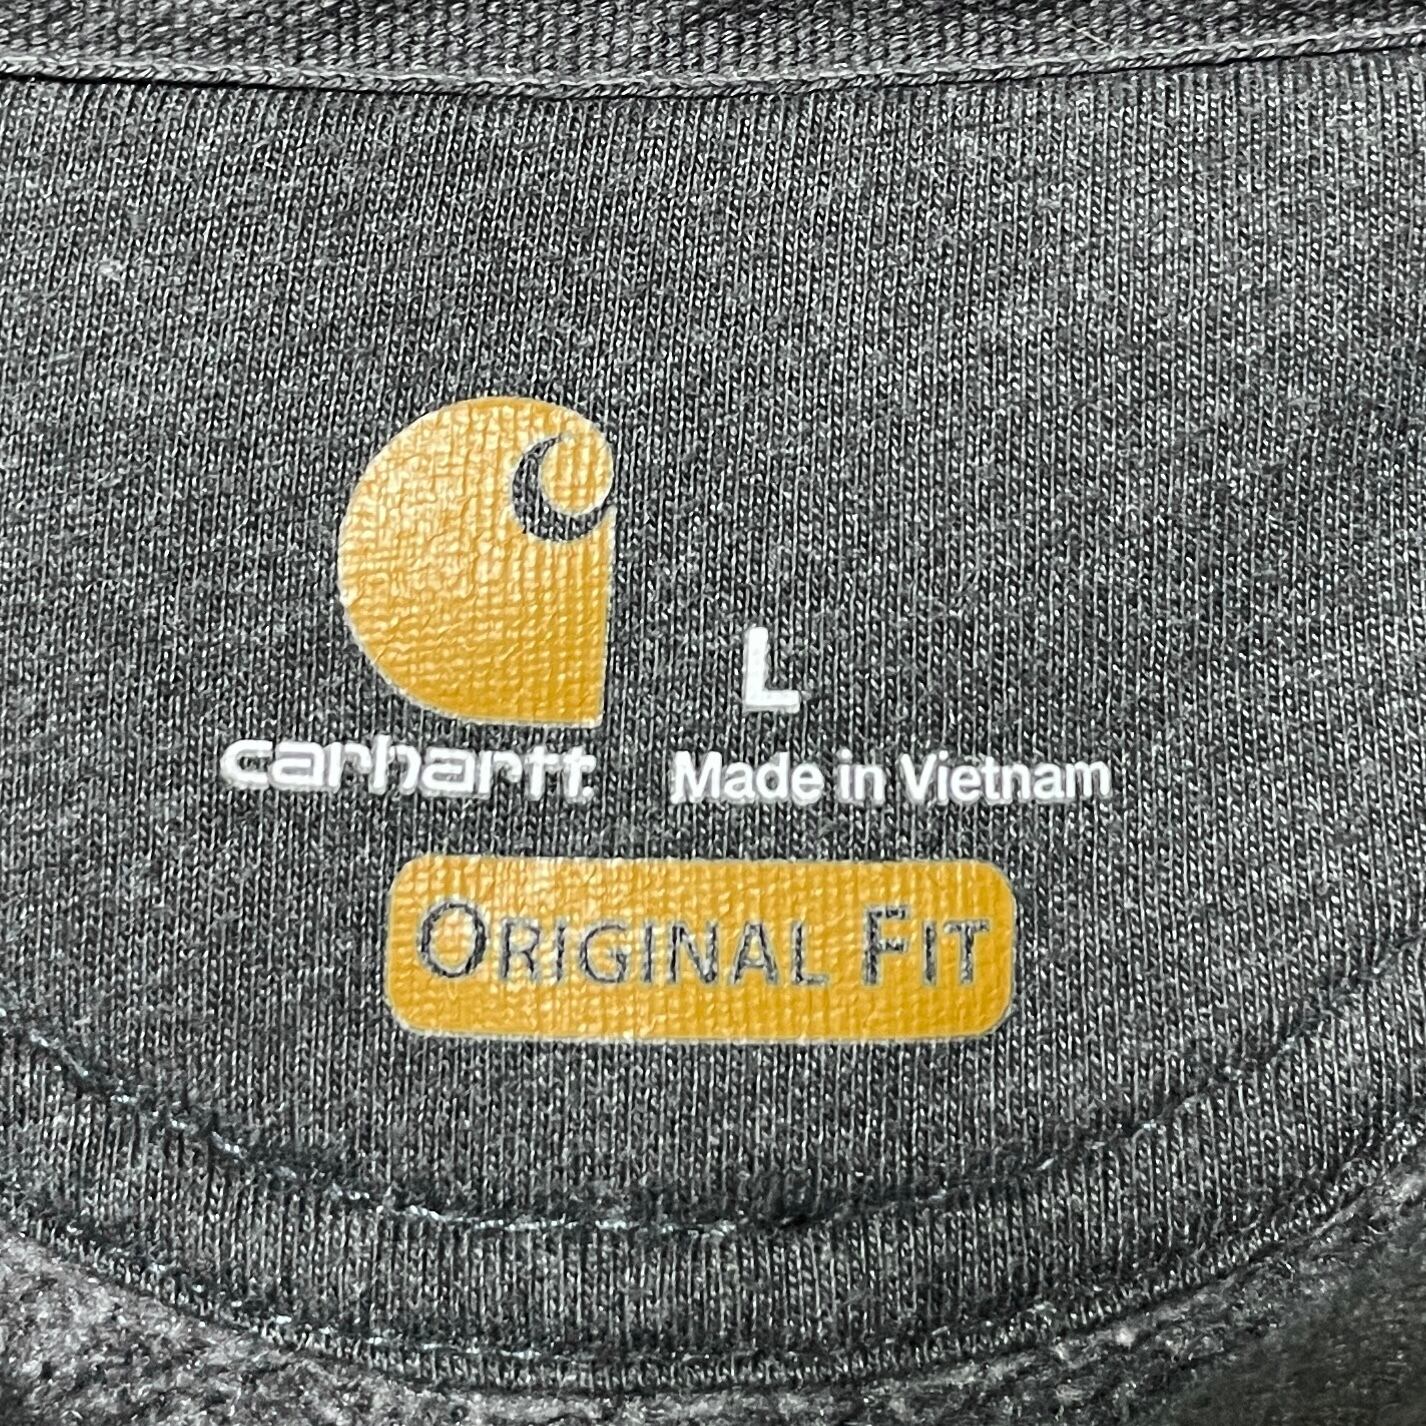 L
carhartt.
Made in Vietnam
ORIGINAL FIT